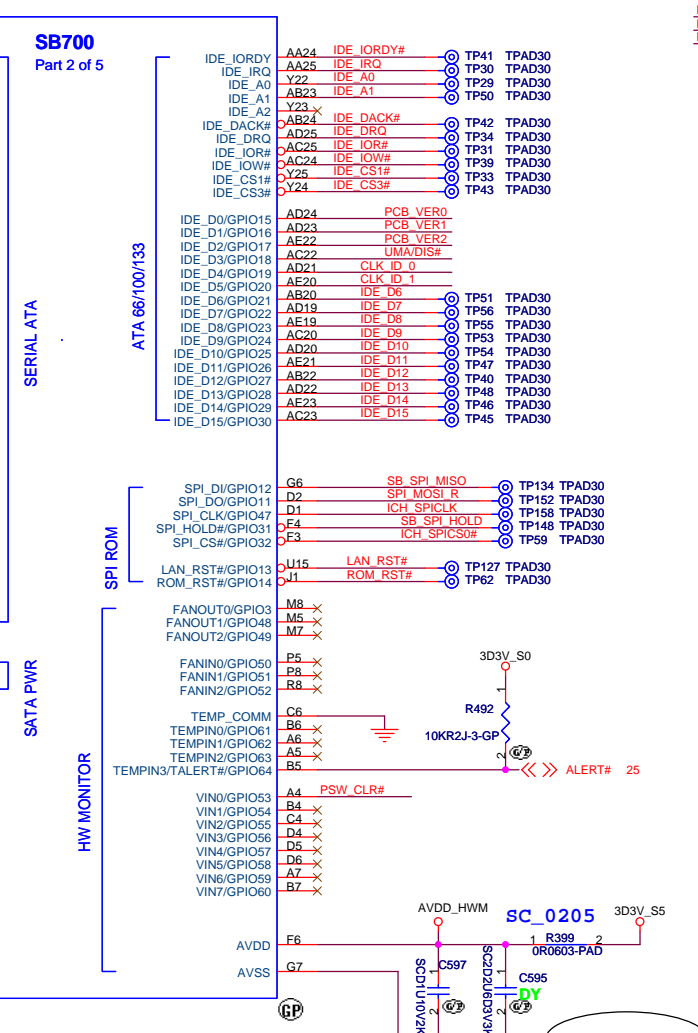 SB700
Part 2 of 5
SERIAL ATA
SATA PWR
ATA 66/100/133
IDE_IORDY AA24 IDE_IORDY# TP41 TPAD30
IDE_IRQ AA25 IDE_IRQ TP30 TPAD30
IDE_A0 Y22 IDE_A0 TP29 TPAD30
IDE_A1 AB23 IDE_A1 TP50 TPAD30
IDE_A2 Y23
IDE_DACK# AB24 IDE_DACK# TP42 TPAD30
IDE_DRQ AD25 IDE_DRQ TP34 TPAD30
IDE_IOR# AC25 IDE_IOR# TP31 TPAD30
IDE_IOW# AC24 IDE_IOW# TP39 TPAD30
IDE_CS1# Y25 IDE_CS1# TP33 TPAD30
IDE_CS3# Y24 IDE_CS3# TP43 TPAD30
IDE_D0/GPIO15 AD24 PCB_VER0
IDE_D1/GPIO16 AD23 PCB_VER1
IDE_D2/GPIO17 AE22 PCB_VER2
IDE_D3/GPIO18 AC22 UMA/DIS#
IDE_D4/GPIO19 AD21 CLK_ID_0
IDE_D5/GPIO20 AE20 CLK_ID_1
IDE_D6/GPIO21 AB20 IDE_D6 TP51 TPAD30
IDE_D7/GPIO22 AD19 IDE_D7 TP56 TPAD30
IDE_D8/GPIO23 AE19 IDE_D8 TP55 TPAD30
IDE_D9/GPIO24 AC20 IDE_D9 TP53 TPAD30
IDE_D10/GPIO25 AD20 IDE_D10 TP54 TPAD30
IDE_D11/GPIO26 AE21 IDE_D11 TP47 TPAD30
IDE_D12/GPIO27 AB22 IDE_D12 TP40 TPAD30
IDE_D13/GPIO28 AD22 IDE_D13 TP48 TPAD30
IDE_D14/GPIO29 AE23 IDE_D14 TP46 TPAD30
IDE_D15/GPIO30 AC23 IDE_D15 TP45 TPAD30
SPI ROM
SPI_DI/GPIO12 G6 SB_SPI_MISO TP134 TPAD30
SPI_DO/GPIO11 D2 SPI_MOSI_R TP152 TPAD30
SPI_CLK/GPIO47 D1 ICH_SPICLK TP158 TPAD30
SPI_HOLD#/GPIO31 F4 SB_SPI_HOLD TP148 TPAD30
SPI_CS#/GPIO32 F3 ICH_SPICS0# TP59 TPAD30
LAN_RST#/GPIO13 U15 LAN_RST# TP127 TPAD30
ROM_RST#/GPIO14 J1 ROM_RST# TP62 TPAD30
HW MONITOR
FANOUT0/GPIO3 M8
FANOUT1/GPIO48 M5
FANOUT2/GPIO49 M7
FANIN0/GPIO50 P5
FANIN1/GPIO51 P8
FANIN2/GPIO52 R8
TEMP_COMM C6
TEMPIN0/GPIO61 B6
TEMPIN1/GPIO62 A6
TEMPIN2/GPIO63 A5
TEMPIN3/TALERT#/GPIO64 B5
3D3V_S0
1
R492
10KR2J-3-GP
2 G/P
ALERT# 25
VIN0/GPIO53 A4 PSW_CLR#
VIN1/GPIO54 B4
VIN2/GPIO55 C4
VIN3/GPIO56 D4
VIN4/GPIO57 D5
VIN5/GPIO58 D6
VIN6/GPIO59 A7
VIN7/GPIO60 B7
AVDD_HWM SC_0205 3D3V_S5
AVDD F6
1 R399 2
0R0603-PAD
AVSS G7
C597
1
2 G/P
C595
1
DY
2 G/P
GP